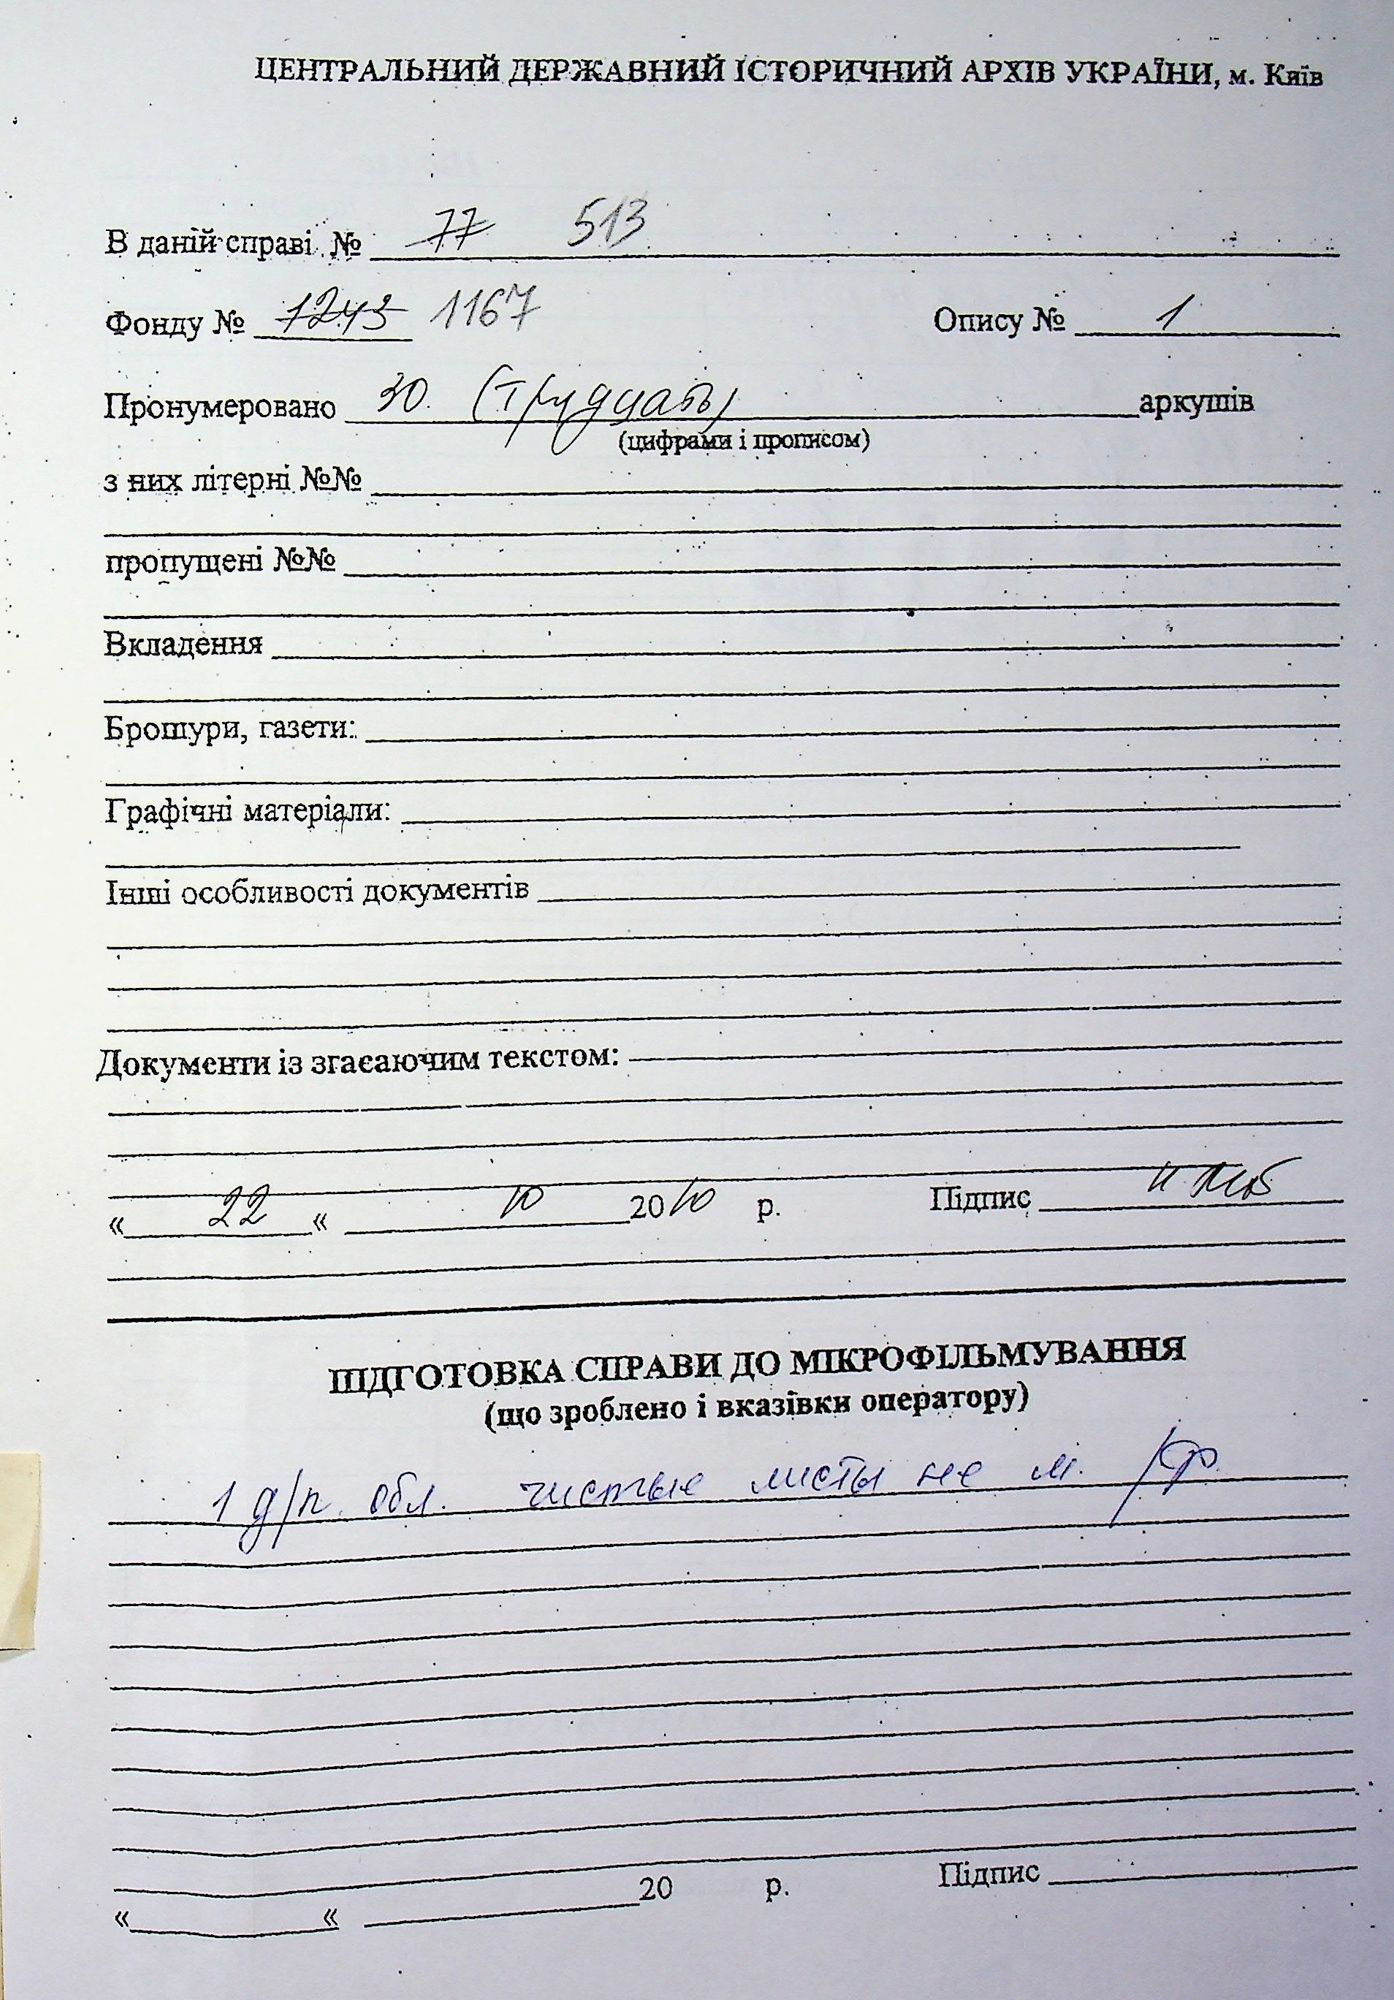 ЦЕНТРАЛЬНИЙ ДЕРЖАВНИЙ ІСТОРИЧНИЙ АРХІВ УКРАЇНИ, м. Київ
В даній справі № 77 513
Фонду № 1243 1167 Опису № 1
Пронумеровано 30 (тридцать) аркушів
(цифрами і прописом)
з них літерні №№
пропущені №№
Вкладення
Брошури, газети:
Графічні матеріали:
Інші особливості документів
Документи із згасаючим текстом:
« 22 « 10 2010 р. Підпис
ПІДГОТОВКА СПРАВИ ДО МІКРОФІЛЬМУВАННЯ
(що зроблено і вказівки оператору)
1 д/п. обл. чистые листы не м.
« « 20 р. Підпис